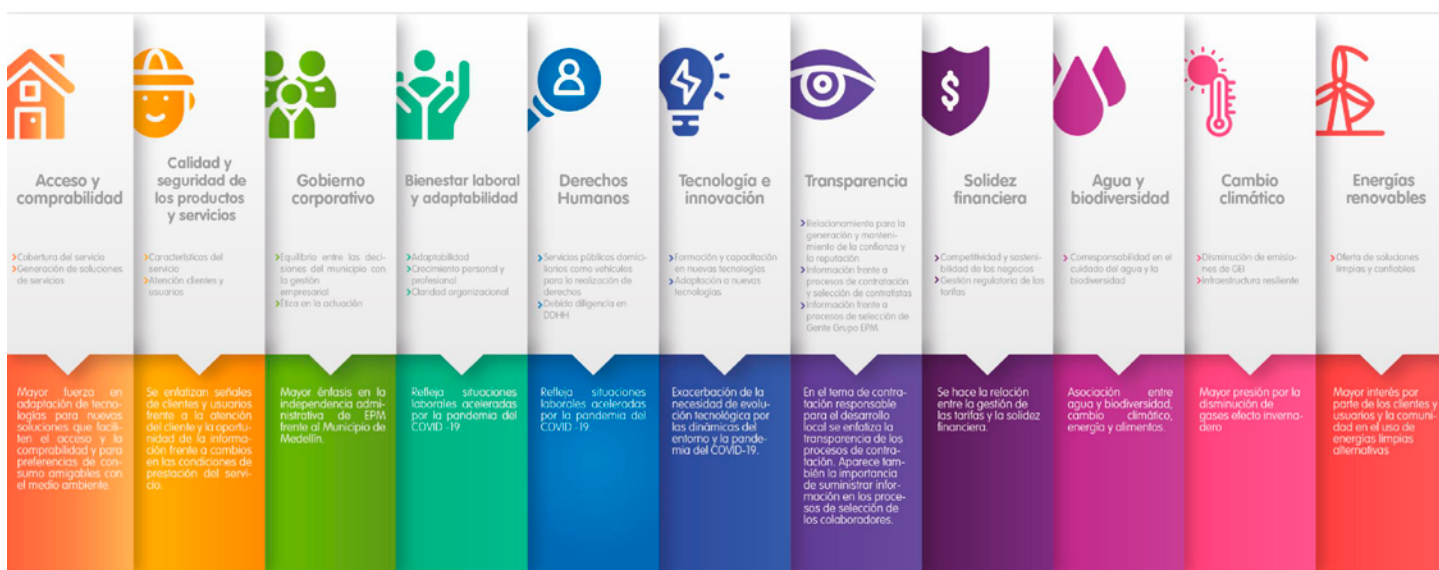 Acceso y
comprabilidad
Cobertura del servicio
Generación de soluciones
de servicios
Mayor fuerza en
adaptación de tecno-
logías para nuevas
soluciones que facili-
ten el acceso y la
comprabilidad y para
preferencias de con-
sumo amigables con
el medio ambiente.
Calidad y
seguridad de
los productos
y servicios
Características del
servicio
Atención clientes y
usuarios
Se enfatizan señales
de clientes y usuarios
frente a la atención
del cliente y la oportu-
nidad de la informa-
ción frente a cambios
en las condiciones de
prestación del servi-
cio.
Gobierno
corporativo
Equilibrio entre las deci-
siones del municipio con
la gestión
empresarial
Ética en la actuación
Mayor énfasis en la
independencia admi-
nistrativa de EPM
frente al Municipio de
Medellín.
Bienestar laboral
y adaptabilidad
Adaptabilidad
Crecimiento personal y
profesional
Claridad organizacional
Refleja situaciones
laborales aceleradas
por la pandemia del
COVID -19.
Derechos
Humanos
Servicios públicos domici-
liarios como vehículos
para la realización de
derechos
Debida diligencia en
DDHH
Refleja situaciones
laborales aceleradas
por la pandemia del
COVID -19.
Tecnología e
innovación
Formación y capacitación
en nuevas tecnologías
Adaptación a nuevas
tecnologías
Exacerbación de la
necesidad de evolu-
ción tecnológica por
las dinámicas del
entorno y la pande-
mia del COVID-19.
Transparencia
Relacionamiento para la
generación y manteni-
miento de la confianza y
la reputación
Información frente a
procesos de contratación
y selección de contratistas
Información frente a
procesos de selección de
Gente Grupo EPM
En el tema de contra-
tación responsable
para el desarrollo
local se enfatiza la
transparencia de los
procesos de contra-
tación. Aparece tam-
bién la importancia
de suministrar infor-
mación en los proce-
sos de selección de
los colaboradores.
$
Solidez
financiera
Competitividad y sosteni-
bilidad de los negocios
Gestión regulatoria de las
tarifas
Se hace la relación
entre la gestión de
las tarifas y la solidez
financiera.
Agua y
biodiversidad
Corresponsabilidad en el
cuidado del agua y la
biodiversidad
Asociación entre
agua y biodiversidad,
cambio climático,
energía y alimentos.
Cambio
climático
Disminución de emisio-
nes de GEI
Infraestructura resiliente
Mayor presión por la
disminución de
gases efecto inverna-
dero
Energías
renovables
Oferta de soluciones
limpias y confiables
Mayor interés por
parte de los clientes y
usuarios y la comuni-
dad en el uso de
energías limpias
alternativas